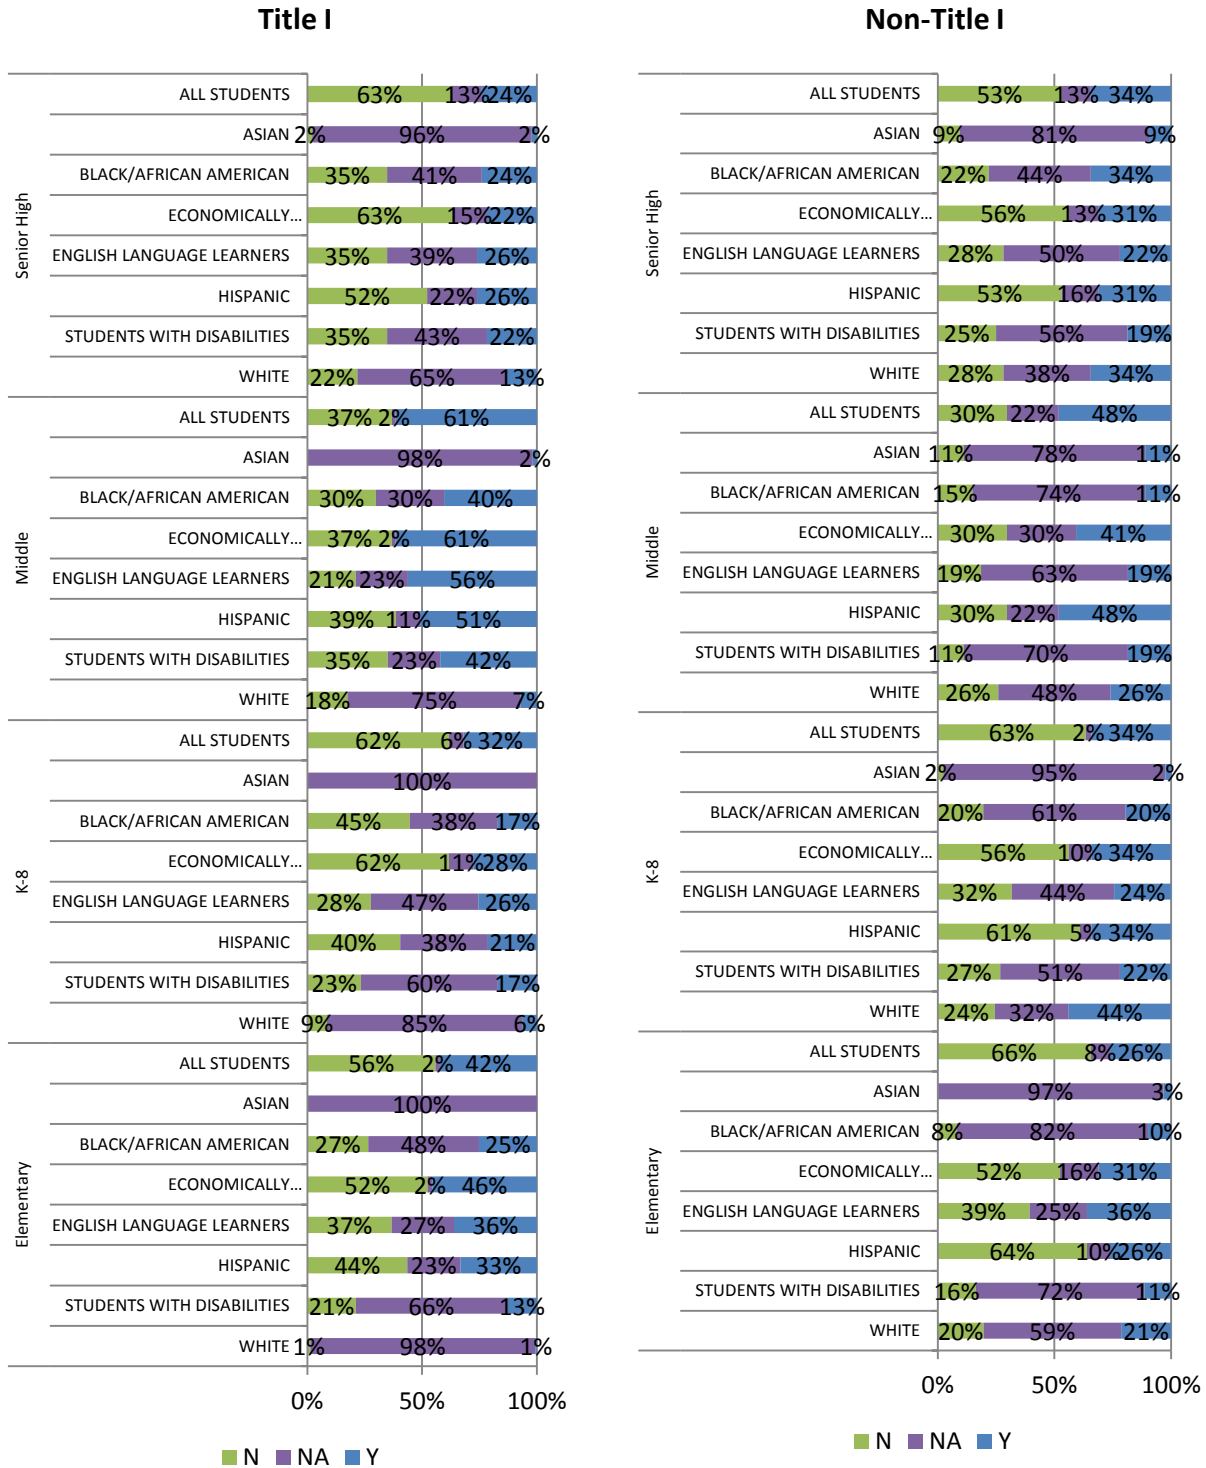 Title I
Senior High
ALL STUDENTS 63% 13% 24%
ASIAN 2% 96% 2%
BLACK/AFRICAN AMERICAN 35% 41% 24%
ECONOMICALLY... 63% 15% 22%
ENGLISH LANGUAGE LEARNERS 35% 39% 26%
HISPANIC 52% 22% 26%
STUDENTS WITH DISABILITIES 35% 43% 22%
WHITE 22% 65% 13%
Middle
ALL STUDENTS 37% 2% 61%
ASIAN 98% 2%
BLACK/AFRICAN AMERICAN 30% 30% 40%
ECONOMICALLY... 37% 2% 61%
ENGLISH LANGUAGE LEARNERS 21% 23% 56%
HISPANIC 39% 11% 51%
STUDENTS WITH DISABILITIES 35% 23% 42%
WHITE 18% 75% 7%
K-8
ALL STUDENTS 62% 6% 32%
ASIAN 100%
BLACK/AFRICAN AMERICAN 45% 38% 17%
ECONOMICALLY... 62% 11% 28%
ENGLISH LANGUAGE LEARNERS 28% 47% 26%
HISPANIC 40% 38% 21%
STUDENTS WITH DISABILITIES 23% 60% 17%
WHITE 9% 85% 6%
Elementary
ALL STUDENTS 56% 2% 42%
ASIAN 100%
BLACK/AFRICAN AMERICAN 27% 48% 25%
ECONOMICALLY... 52% 2% 46%
ENGLISH LANGUAGE LEARNERS 37% 27% 36%
HISPANIC 44% 23% 33%
STUDENTS WITH DISABILITIES 21% 66% 13%
WHITE 1% 98% 1%
0% 50% 100%
N NA Y
Non-Title I
Senior High
ALL STUDENTS 53% 13% 34%
ASIAN 9% 81% 9%
BLACK/AFRICAN AMERICAN 22% 44% 34%
ECONOMICALLY... 56% 13% 31%
ENGLISH LANGUAGE LEARNERS 28% 50% 22%
HISPANIC 53% 16% 31%
STUDENTS WITH DISABILITIES 25% 56% 19%
WHITE 28% 38% 34%
Middle
ALL STUDENTS 30% 22% 48%
ASIAN 11% 78% 11%
BLACK/AFRICAN AMERICAN 15% 74% 11%
ECONOMICALLY... 30% 30% 41%
ENGLISH LANGUAGE LEARNERS 19% 63% 19%
HISPANIC 30% 22% 48%
STUDENTS WITH DISABILITIES 11% 70% 19%
WHITE 26% 48% 26%
K-8
ALL STUDENTS 63% 2% 34%
ASIAN 2% 95% 2%
BLACK/AFRICAN AMERICAN 20% 61% 20%
ECONOMICALLY... 56% 10% 34%
ENGLISH LANGUAGE LEARNERS 32% 44% 24%
HISPANIC 61% 5% 34%
STUDENTS WITH DISABILITIES 27% 51% 22%
WHITE 24% 32% 44%
Elementary
ALL STUDENTS 66% 8% 26%
ASIAN 97% 3%
BLACK/AFRICAN AMERICAN 8% 82% 10%
ECONOMICALLY... 52% 16% 31%
ENGLISH LANGUAGE LEARNERS 39% 25% 36%
HISPANIC 64% 10% 26%
STUDENTS WITH DISABILITIES 16% 72% 11%
WHITE 20% 59% 21%
0% 50% 100%
N NA Y